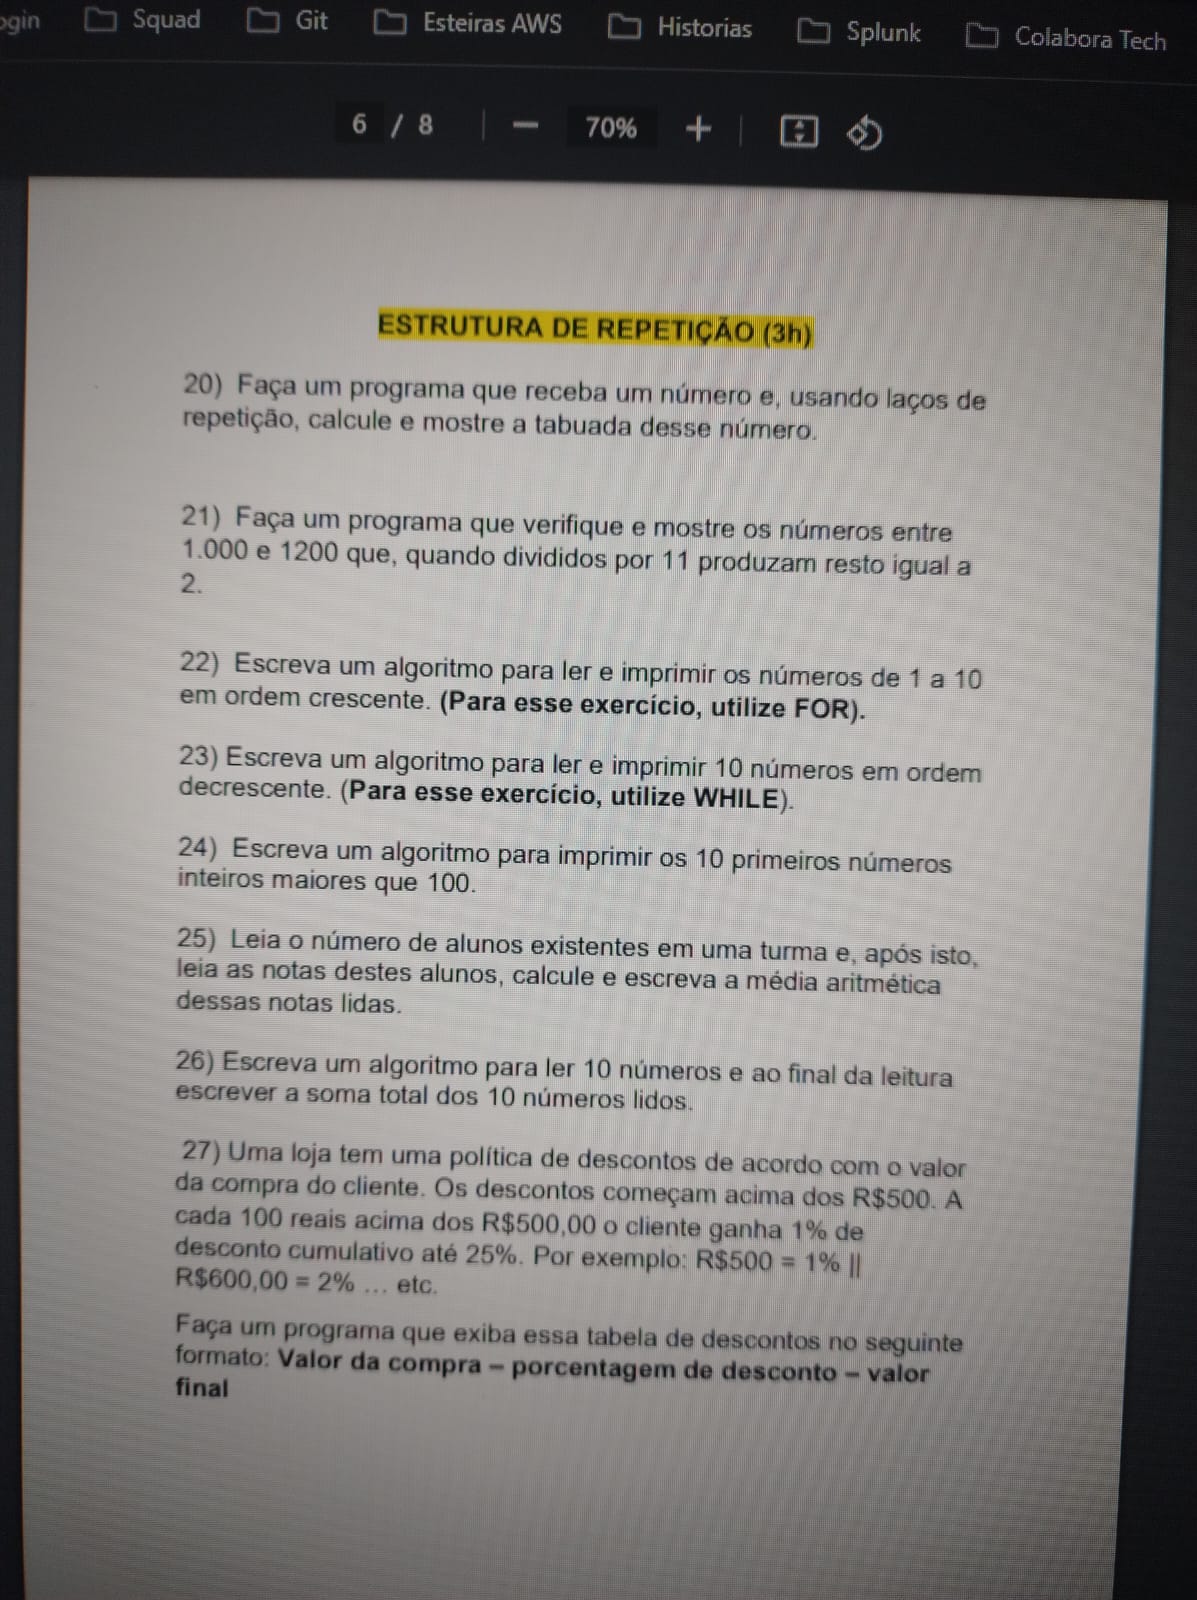 ogin Squad Git Esteiras AWS Historias Splunk Colabora Tech
6 / 8 70%
ESTRUTURA DE REPETIÇÃO (3h)
20) Faça um programa que receba um número e, usando laços de
repetição, calcule e mostre a tabuada desse número.
21) Faça um programa que verifique e mostre os números entre
1.000 e 1200 que, quando divididos por 11 produzam resto igual a
2.
22) Escreva um algoritmo para ler e imprimir os números de 1 a 10
em ordem crescente. (Para esse exercício, utilize FOR).
23) Escreva um algoritmo para ler e imprimir 10 números em ordem
decrescente. (Para esse exercício, utilize WHILE).
24) Escreva um algoritmo para imprimir os 10 primeiros números
inteiros maiores que 100.
25) Leia o número de alunos existentes em uma turma e, após isto,
leia as notas destes alunos, calcule e escreva a média aritmética
dessas notas lidas.
26) Escreva um algoritmo para ler 10 números e ao final da leitura
escrever a soma total dos 10 números lidos.
27) Uma loja tem uma política de descontos de acordo com o valor
da compra do cliente. Os descontos começam acima dos R$500. A
cada 100 reais acima dos R$500,00 o cliente ganha 1% de
desconto cumulativo até 25%. Por exemplo: R$500 = 1% ||
R$600,00 = 2% ... etc.
Faça um programa que exiba essa tabela de descontos no seguinte
formato: Valor da compra – porcentagem de desconto – valor
final